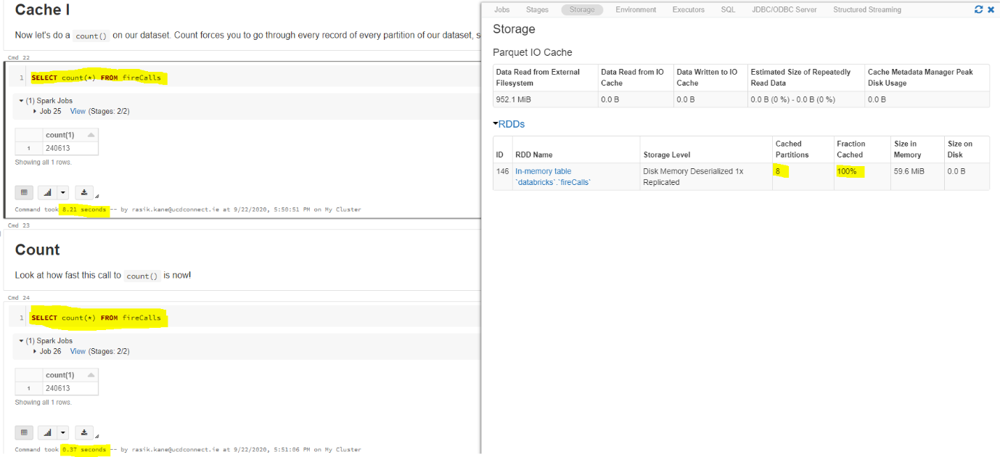 Cache I
Now let's do a count() on our dataset. Count forces you to go through every record of every partition of our dataset, s
Cmd 22
1 SELECT count(*) FROM fireCalls
(1) Spark Jobs
Job 25 View (Stages: 2/2)
count(1)
1 240613
Showing all 1 rows.
Command took 8.21 seconds -- by rasik.kane@ucdconnect.ie at 9/22/2020, 5:50:51 PM on My Cluster
Cmd 23
Count
Look at how fast this call to count() is now!
Cmd 24
1 SELECT count(*) FROM fireCalls
(1) Spark Jobs
Job 26 View (Stages: 2/2)
count(1)
1 240613
Showing all 1 rows.
Command took 0.37 seconds -- by rasik.kane@ucdconnect.ie at 9/22/2020, 5:51:06 PM on My Cluster
Jobs Stages Storage Environment Executors SQL JDBC/ODBC Server Structured Streaming
Storage
Parquet IO Cache
Data Read from External Filesystem Data Read from IO Cache Data Written to IO Cache Estimated Size of Repeatedly Read Data Cache Metadata Manager Peak Disk Usage
952.1 MiB 0.0 B 0.0 B 0.0 B (0 %) - 0.0 B (0 %) 0.0 B
RDDs
ID RDD Name Storage Level Cached Partitions Fraction Cached Size in Memory Size on Disk
146 In-memory table `databricks`.`fireCalls` Disk Memory Deserialized 1x Replicated 8 100% 59.6 MiB 0.0 B